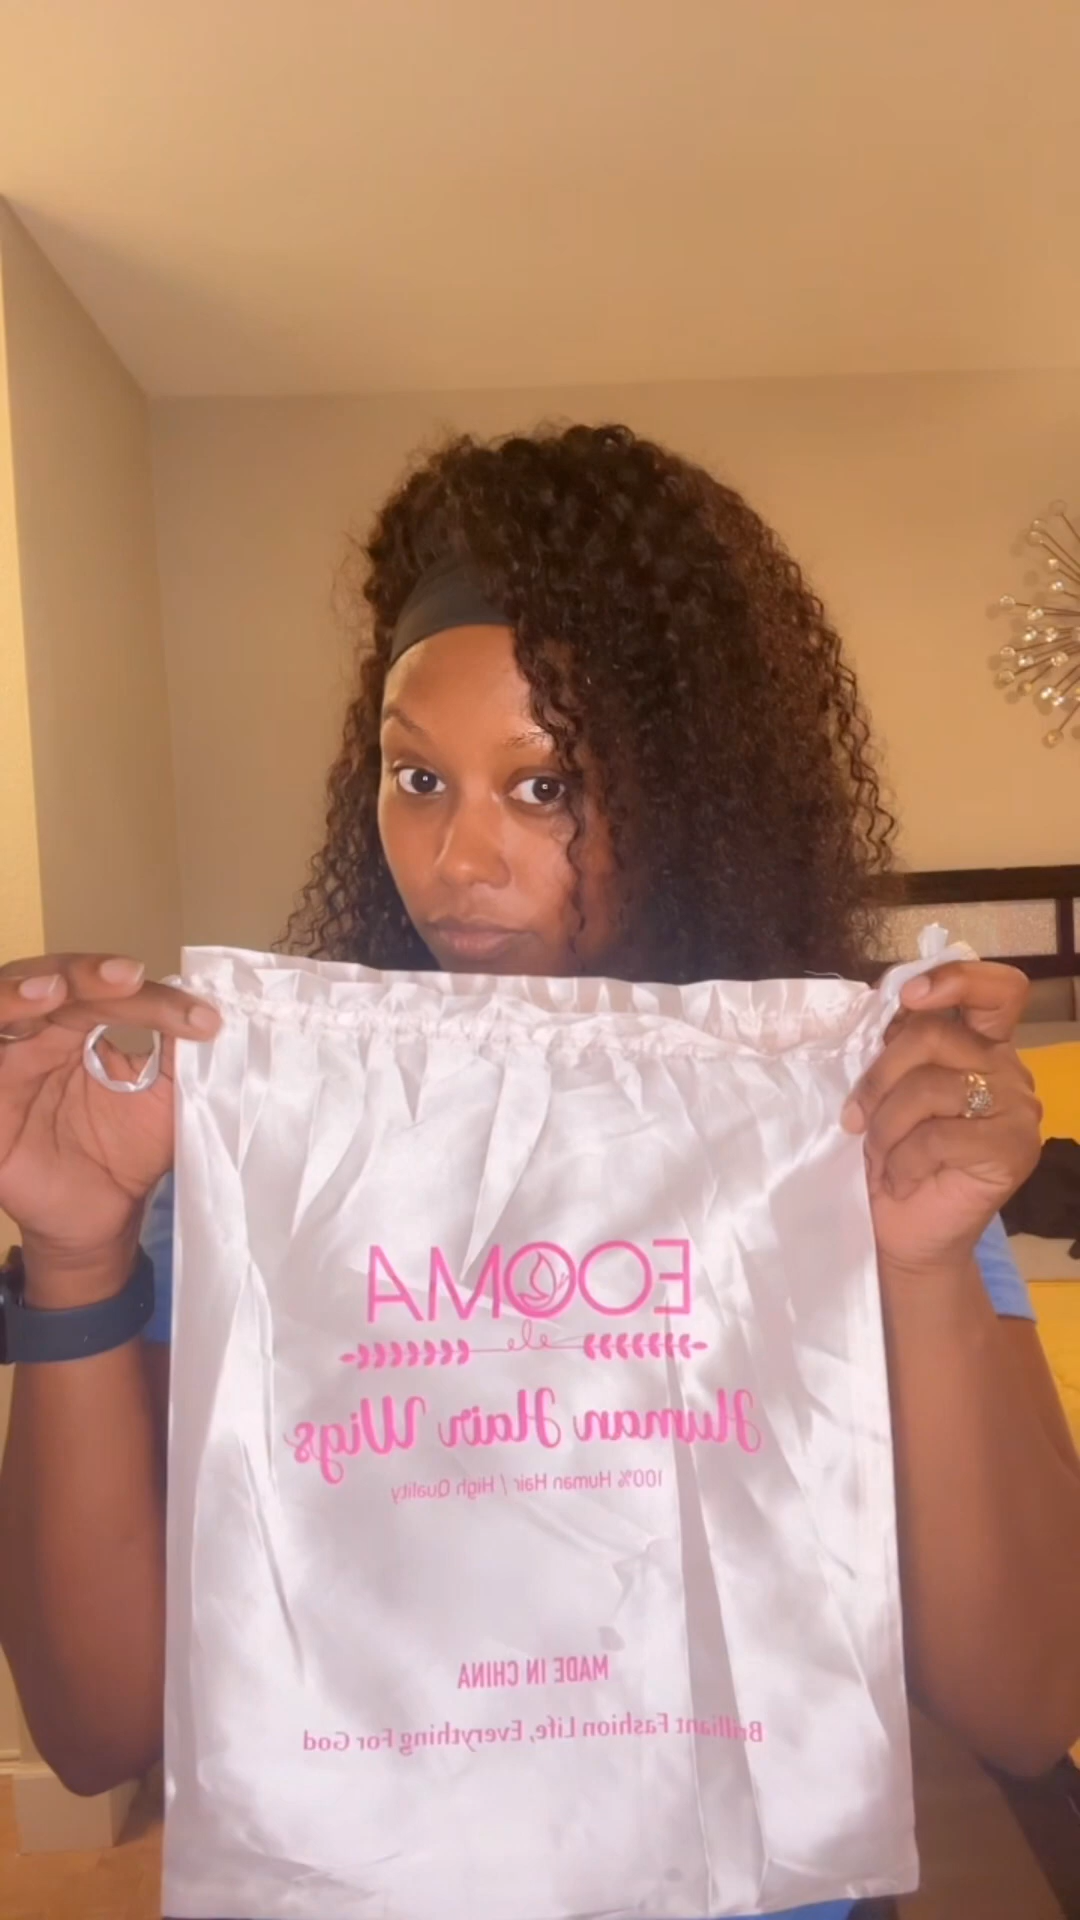 EOOMA
Human Hair Wigs
100% Human Hair / High Quality
MADE IN CHINA
Brilliant Fashion Life, Everything For God